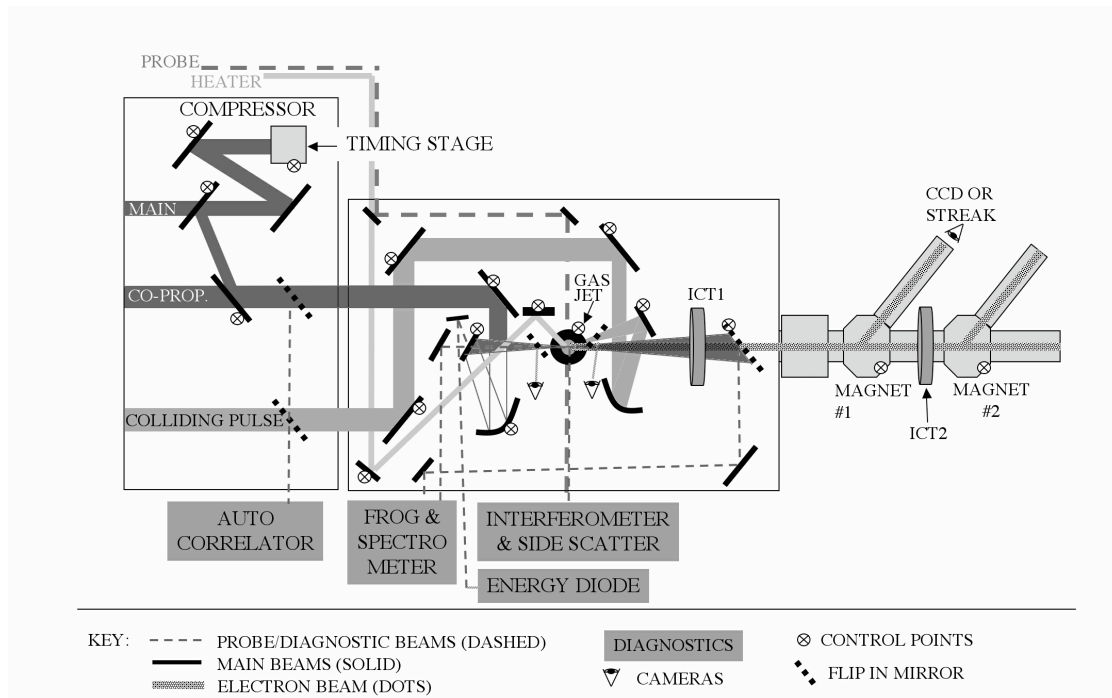 PROBE
HEATER
COMPRESSOR
TIMING STAGE
MAIN
CO-PROP.
COLLIDING PULSE
GAS
JET
ICT1
CCD OR
STREAK
MAGNET
#1
ICT2
MAGNET
#2
AUTO
CORRELATOR
FROG &
SPECTRO
METER
INTERFEROMETER
& SIDE SCATTER
ENERGY DIODE
KEY:
PROBE/DIAGNOSTIC BEAMS (DASHED)
MAIN BEAMS (SOLID)
ELECTRON BEAM (DOTS)
DIAGNOSTICS
CAMERAS
CONTROL POINTS
FLIP IN MIRROR